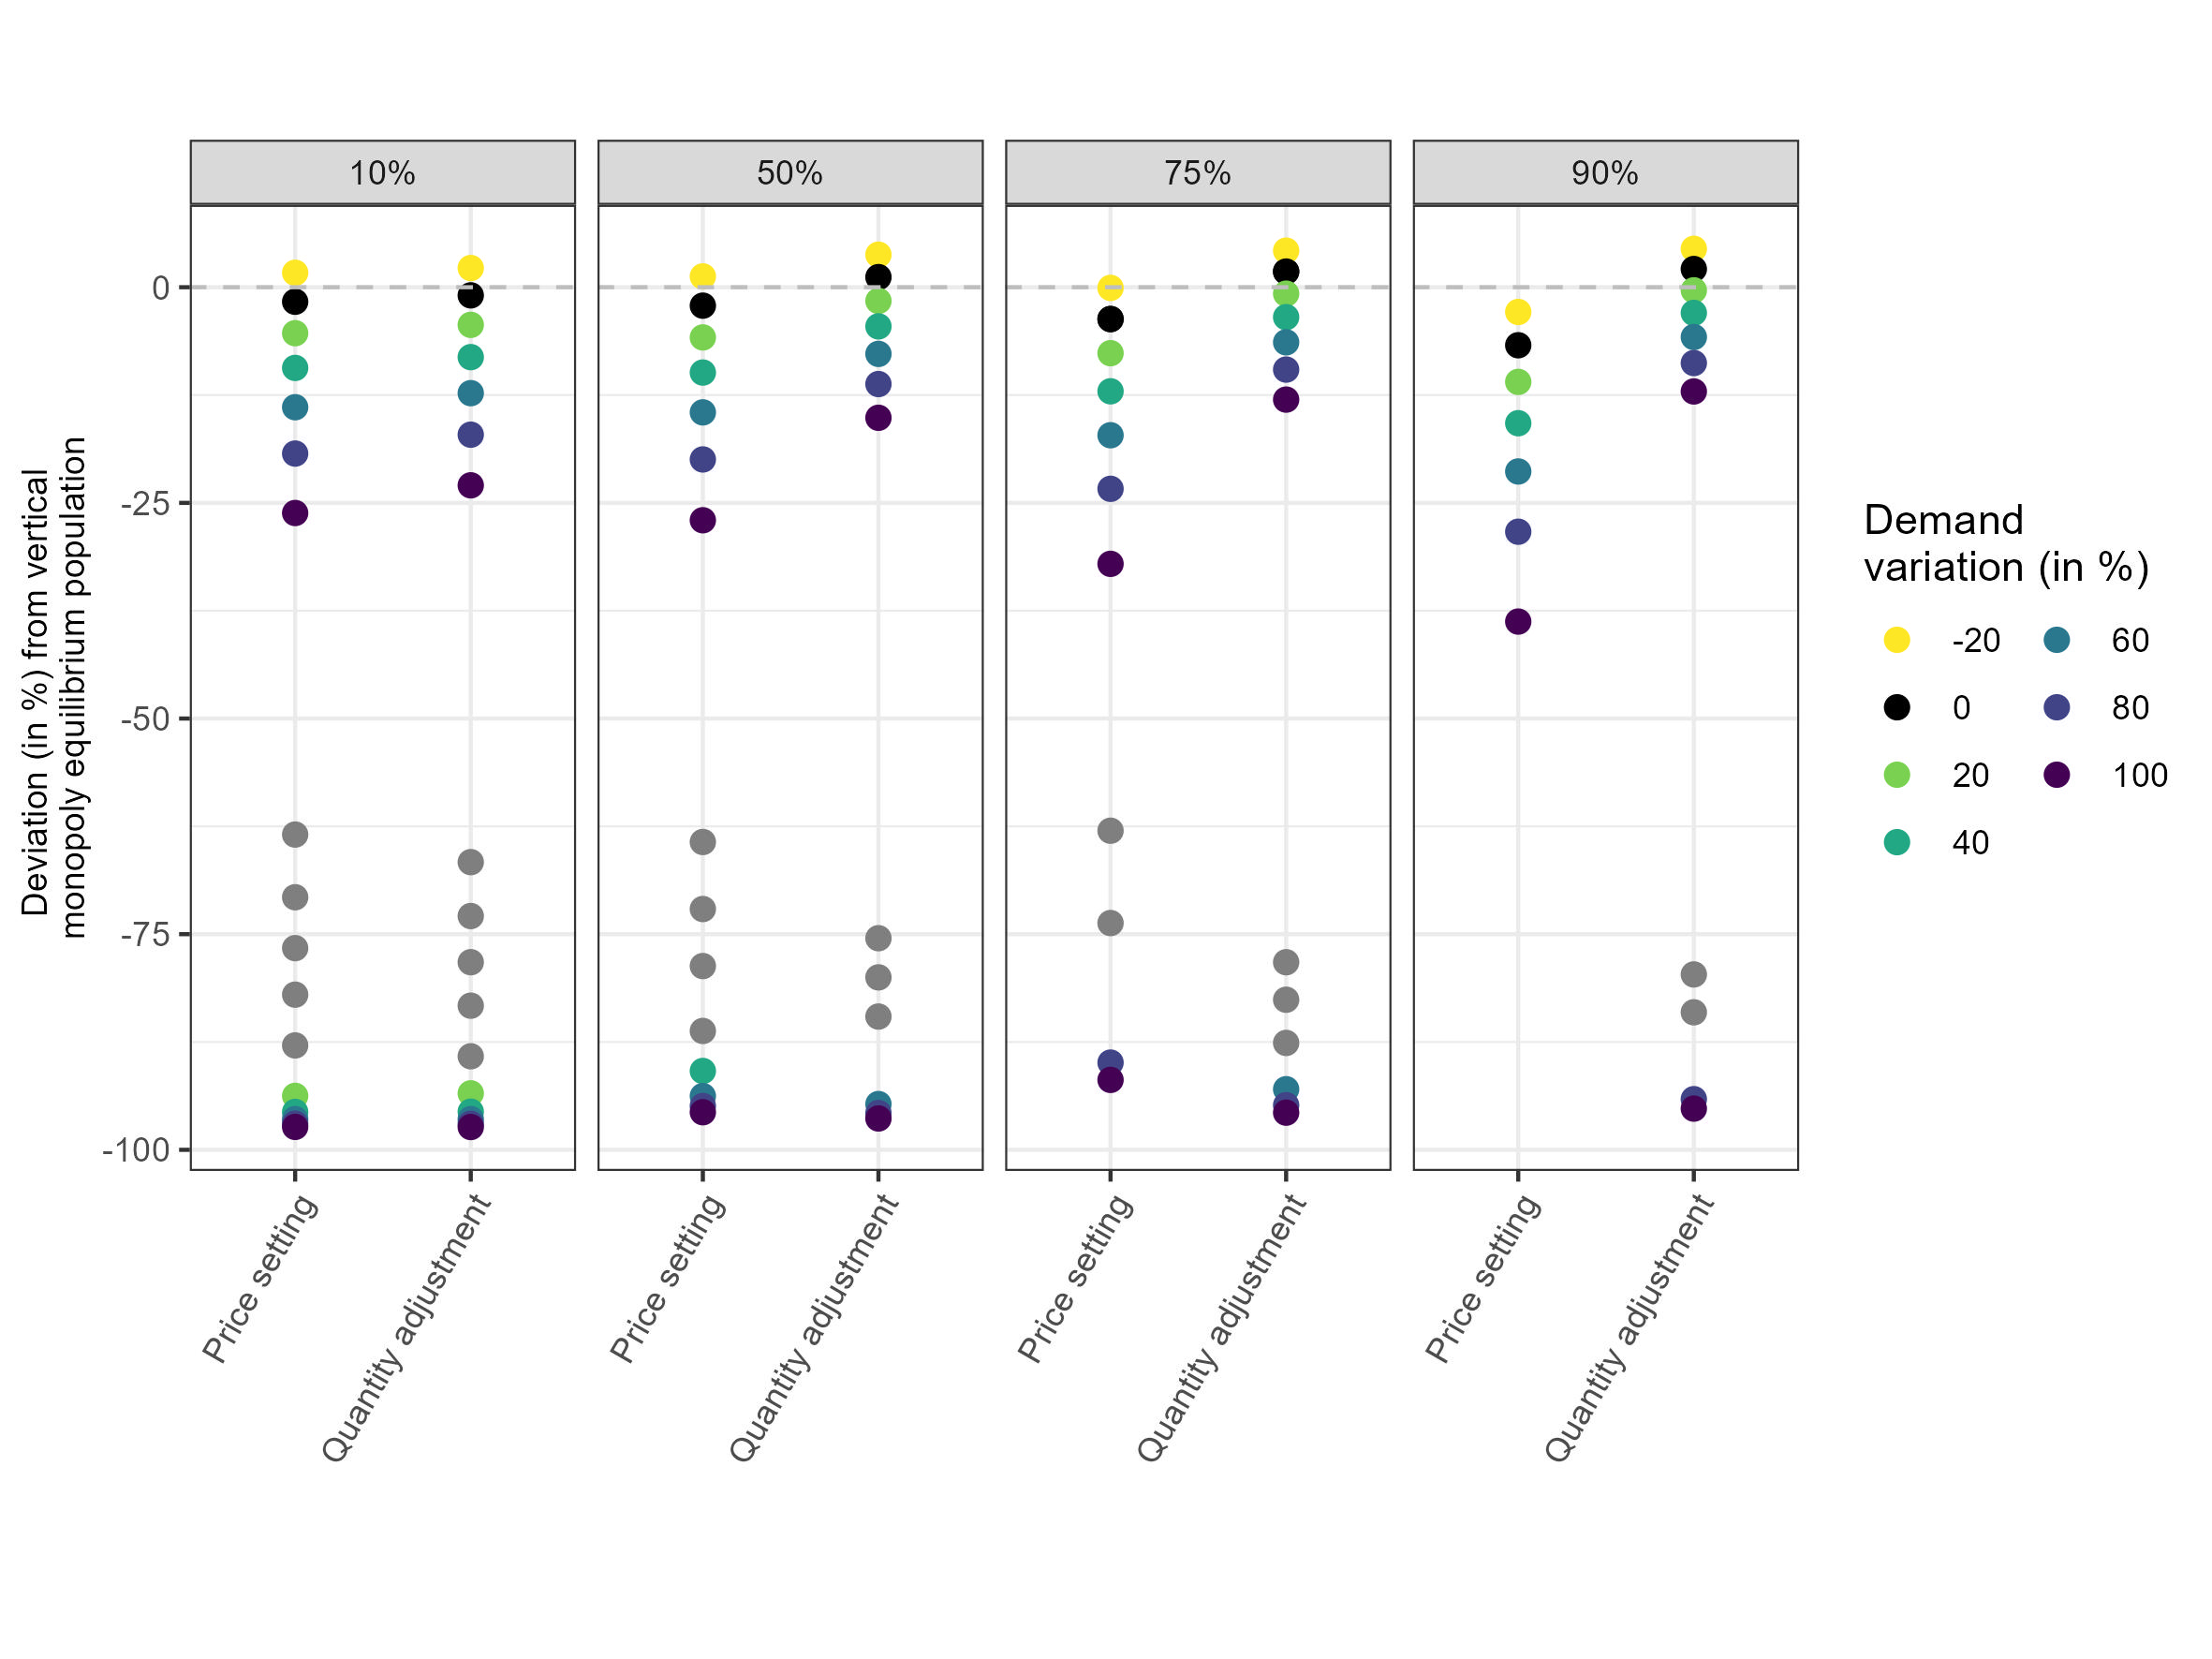 10%
50%
75%
90%
Deviation (in %) from vertical
monopoly equilibrium population
0
-25
-50
-75
-100
Price setting
Quantity adjustment
Price setting
Quantity adjustment
Price setting
Quantity adjustment
Price setting
Quantity adjustment
Demand
variation (in %)
-20
0
20
40
60
80
100